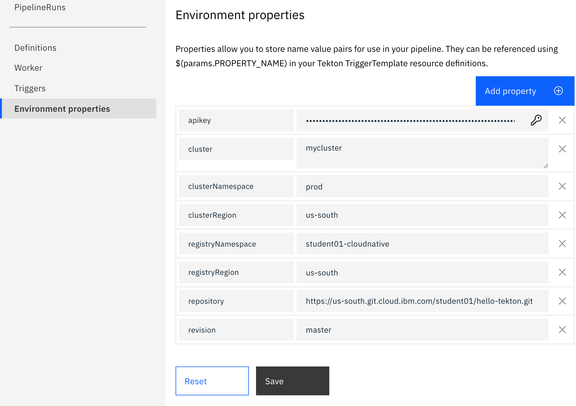 PipelineRuns
Definitions
Worker
Triggers
Environment properties
Environment properties
Properties allow you to store name value pairs for use in your pipeline. They can be referenced using
$(params.PROPERTY_NAME) in your Tekton TriggerTemplate resource definitions.
Add property
apikey
cluster mycluster
clusterNamespace prod
clusterRegion us-south
registryNamespace student01-cloudnative
registryRegion us-south
repository https://us-south.git.cloud.ibm.com/student01/hello-tekton.git
revision master
Reset Save